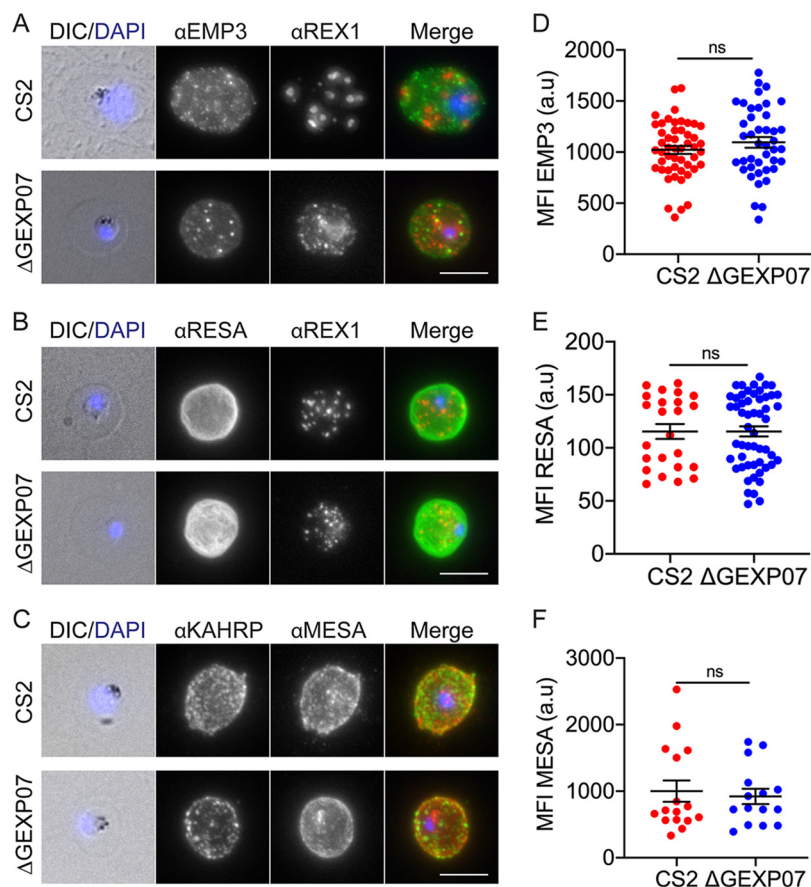 A
DIC/DAPI αEMP3 αREX1 Merge
CS2
ΔGEXP07
B
DIC/DAPI αRESA αREX1 Merge
CS2
ΔGEXP07
C
DIC/DAPI αKAHRP αMESA Merge
CS2
ΔGEXP07
D
ns
MFI EMP3 (a.u)
2000
1500
1000
500
0
CS2 ΔGEXP07
E
ns
MFI RESA (a.u)
200
150
100
50
0
CS2 ΔGEXP07
F
ns
MFI MESA (a.u)
3000
2000
1000
0
CS2 ΔGEXP07